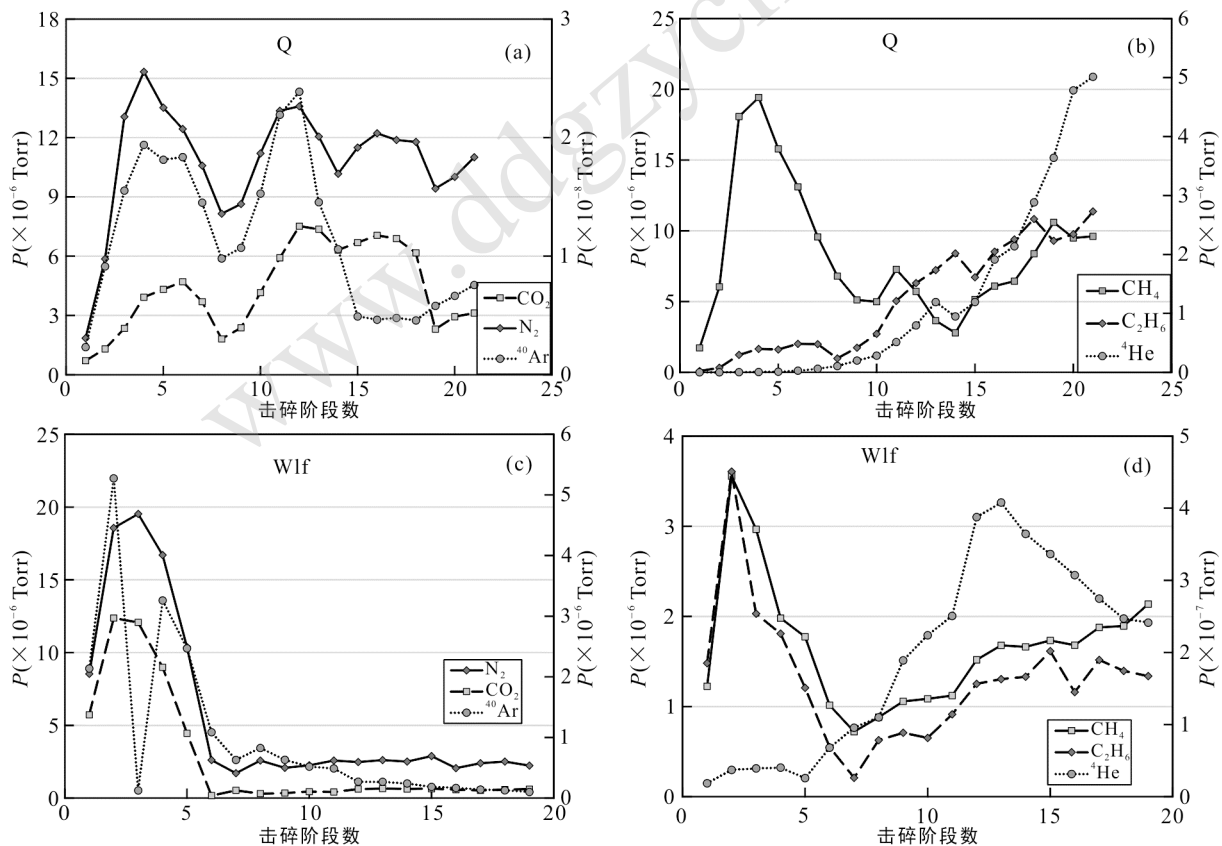 Q
(a)
18
15
12
9
6
3
0
3
2
1
0
P(×10⁻⁶ Torr)
P(×10⁻⁸ Torr)
CO₂
N₂
⁴⁰Ar
0 5 10 15 20 25
击碎阶段数
Q
(b)
25
20
15
10
5
0
6
5
4
3
2
1
0
P(×10⁻⁶ Torr)
P(×10⁻⁶ Torr)
CH₄
C₂H₆
⁴He
0 5 10 15 20 25
击碎阶段数
Wlf
(c)
25
20
15
10
5
0
6
5
4
3
2
1
0
P(×10⁻⁶ Torr)
P(×10⁻⁶ Torr)
N₂
CO₂
⁴⁰Ar
0 5 10 15 20
击碎阶段数
Wlf
(d)
4
3
2
1
0
5
4
3
2
1
0
P(×10⁻⁶ Torr)
P(×10⁻⁷ Torr)
CH₄
C₂H₆
⁴He
0 5 10 15 20
击碎阶段数